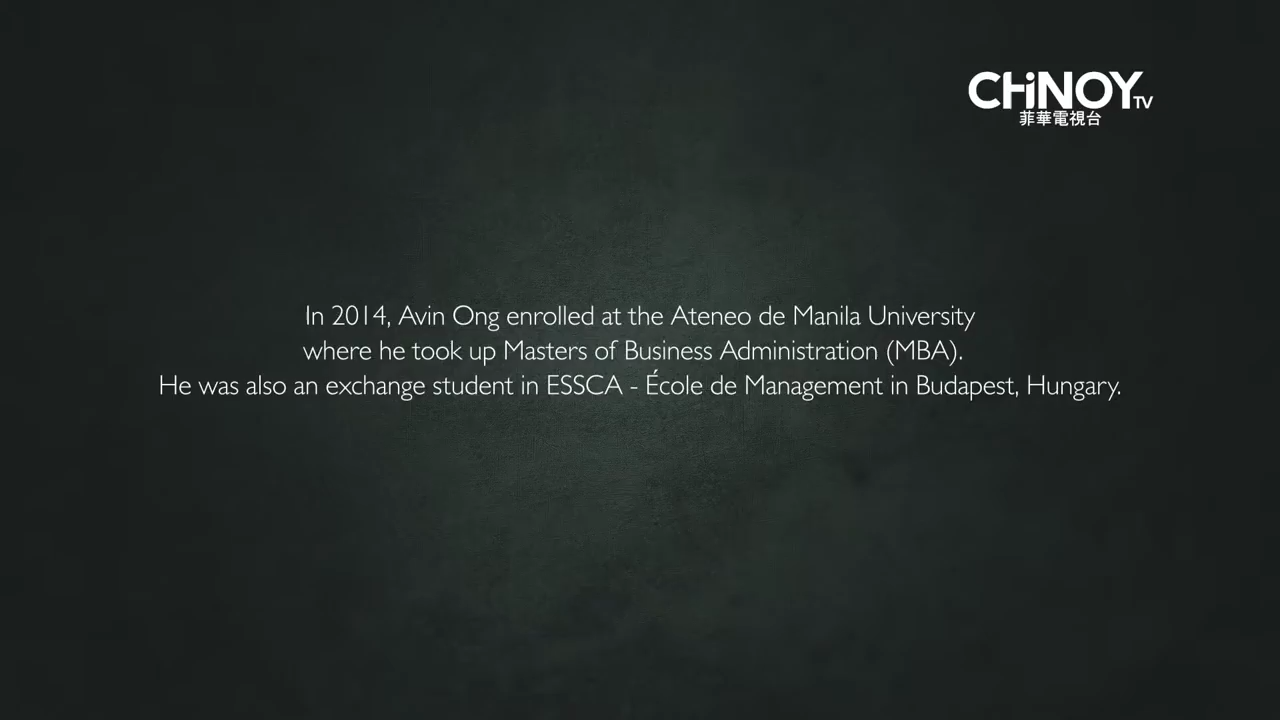 CHiNOY TV
菲華電視台
In 2014, Avin Ong enrolled at the Ateneo de Manila University
where he took up Masters of Business Administration (MBA).
He was also an exchange student in ESSCA - École de Management in Budapest, Hungary.